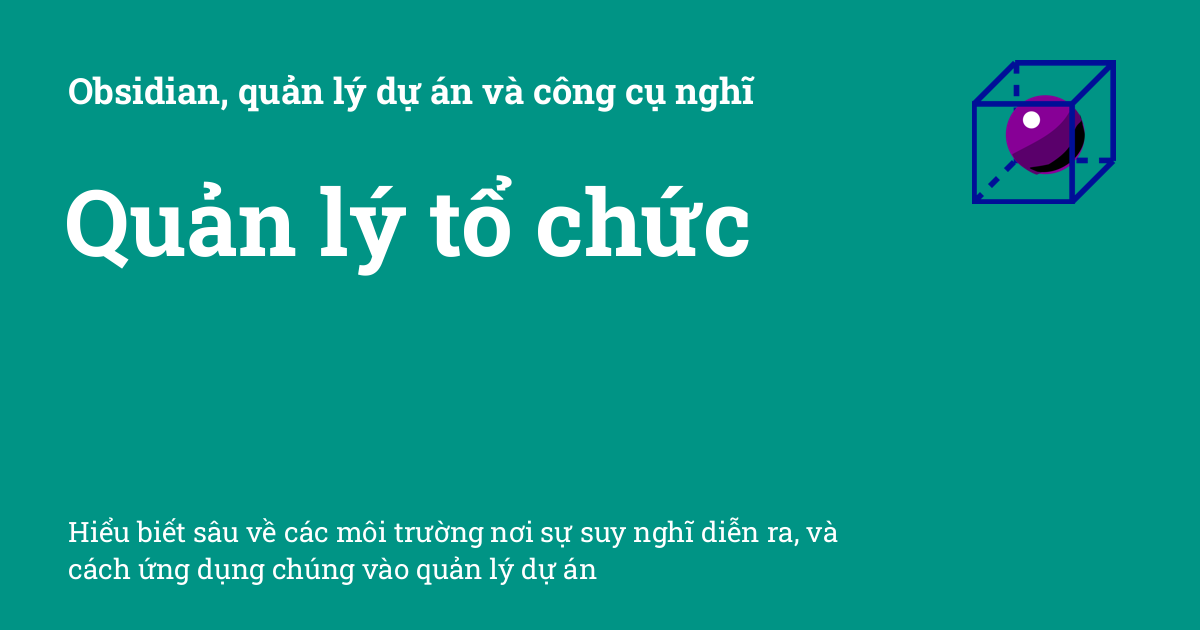 Obsidian, quản lý dự án và công cụ nghĩ
Quản lý tổ chức
Hiểu biết sâu về các môi trường nơi sự suy nghĩ diễn ra, và
cách ứng dụng chúng vào quản lý dự án